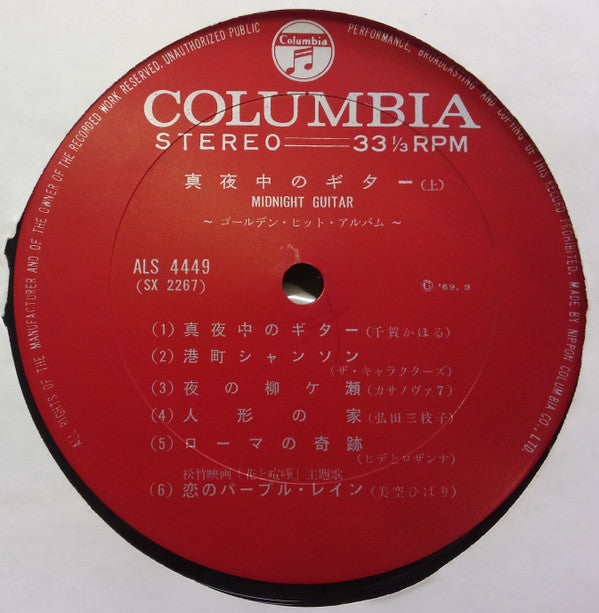 ALL RIGHTS OF THE MANUFACTURER AND OF THE OWNER OF THE RECORDED WORK RESERVED. UNAUTHORIZED PUBLIC PERFORMANCE, BROADCASTING AND COPYING OF THIS RECORD PROHIBITED. MADE BY NIPPON COLUMBIA CO., LTD
Columbia
COLUMBIA
STEREO 33 1/3 RPM
真夜中のギター(上)
MIDNIGHT GUITAR
~ ゴールデン・ヒット・アルバム ~
ALS 4449
(SX 2267)
Ⓒ '69. 9
(1) 真夜中のギター(千賀かほる)
(2) 港町シャンソン
(ザ・キャラクターズ)
(3) 夜の柳ケ瀬(カサノヴァ7)
(4) 人形の家(弘田三枝子)
(5) ローマの奇跡
(ヒデとロザンナ)
松竹映画「花と喧嘩」主題歌
(6) 恋のパープル・レイン(美空ひばり)